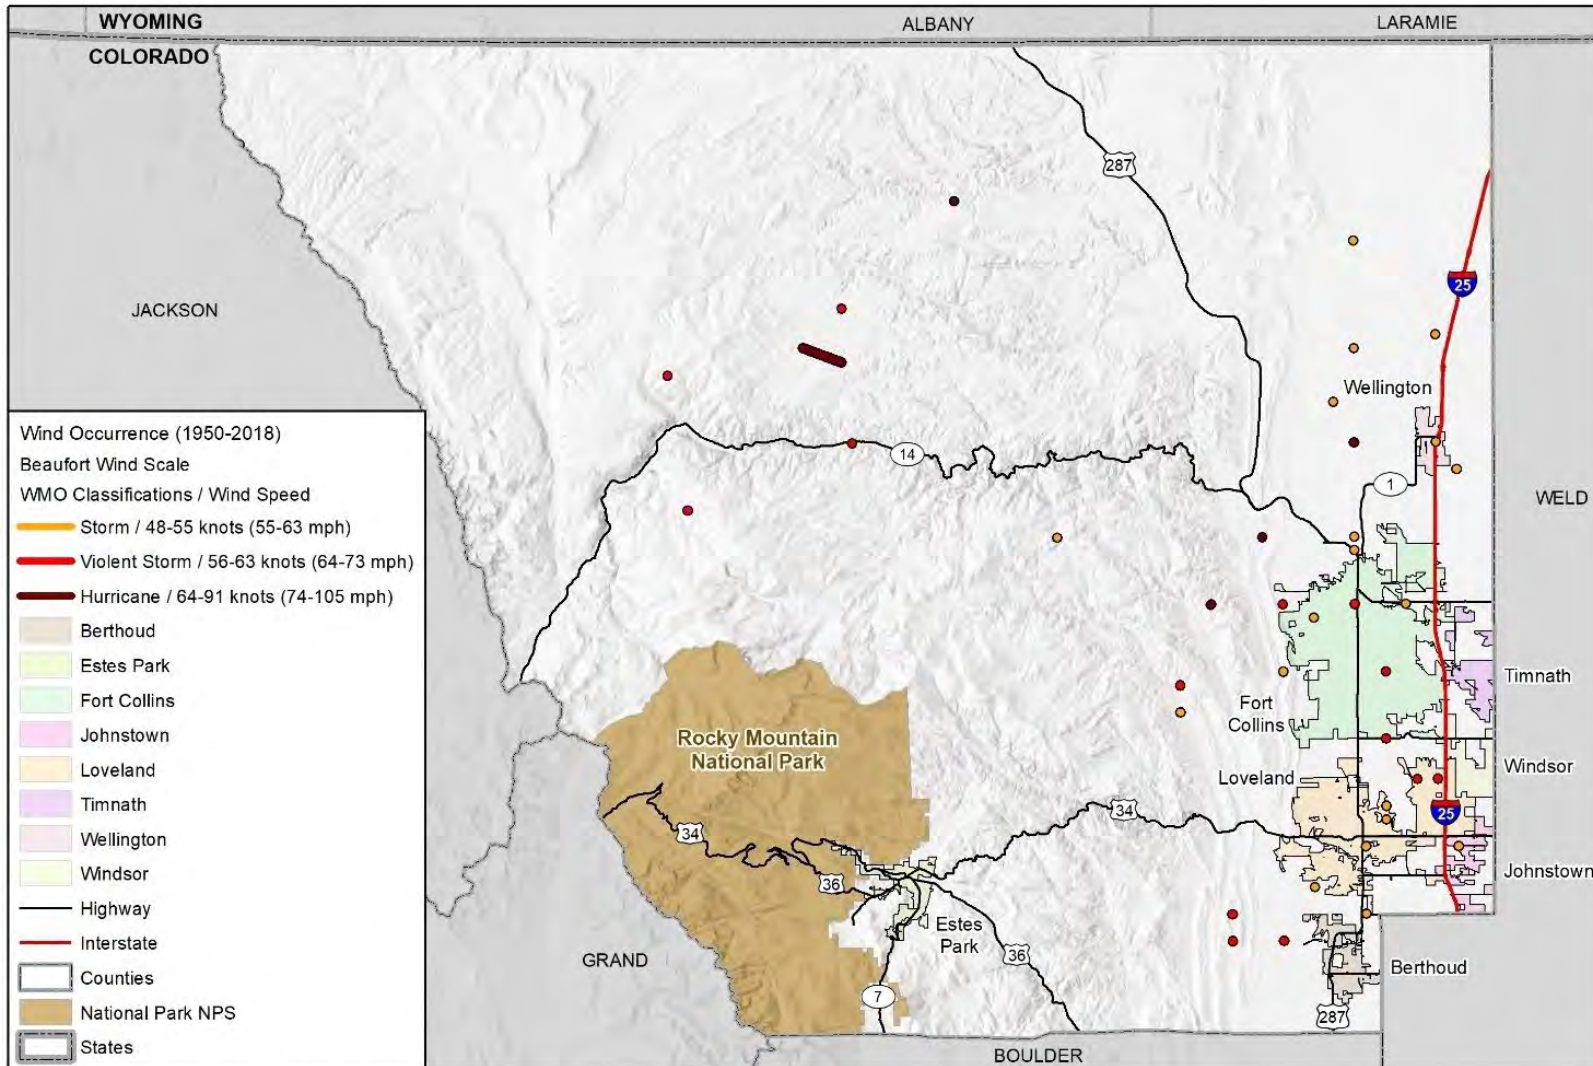 WYOMING
ALBANY
LARAMIE
COLORADO
287
25
JACKSON
Wellington
14
1
WELD
Wind Occurrence (1950-2018)
Beaufort Wind Scale
WMO Classifications / Wind Speed
Storm / 48-55 knots (55-63 mph)
Violent Storm / 56-63 knots (64-73 mph)
Hurricane / 64-91 knots (74-105 mph)
Berthoud
Estes Park
Fort Collins
Johnstown
Loveland
Timnath
Wellington
Windsor
Highway
Interstate
Counties
National Park NPS
States
Timnath
Fort
Collins
Rocky Mountain
National Park
Windsor
Loveland
34
34
25
36
Johnstown
Estes
Park
36
GRAND
Berthoud
7
287
BOULDER